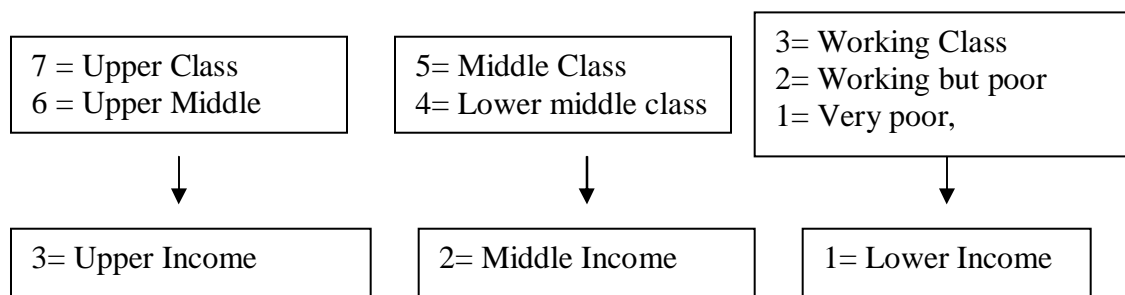 7 = Upper Class
6 = Upper Middle
5= Middle Class
4= Lower middle class
3= Working Class
2= Working but poor
1= Very poor,
3= Upper Income
2= Middle Income
1= Lower Income